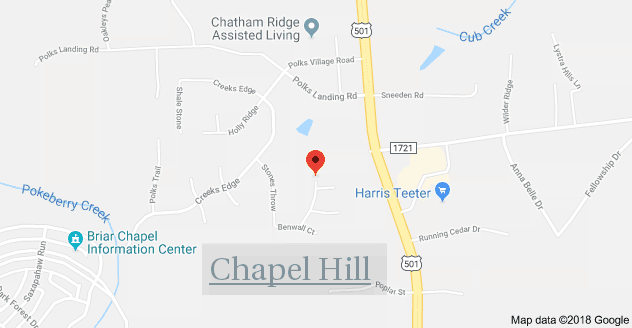 Oakleys Pea
Chatham Ridge
Assisted Living
501
Cub Creek
Polks Landing Rd
Polks Village Road
Lystra Hills Ln
Creeks Edge
Polks Landing Rd
Sneeden Rd
Wilder Ridge
Shale Stone
Holly Ridge
1721
Polks Trail
Stones Throw
Anna Belle Dr
Fellowship Dr
Creeks Edge
Harris Teeter
Pokeberry Creek
Benwall Ct
Briar Chapel
Information Center
Running Cedar Dr
Saxapahaw Run
Chapel Hill
501
Park Forest Dr
Poplar St
Map data ©2018 Google